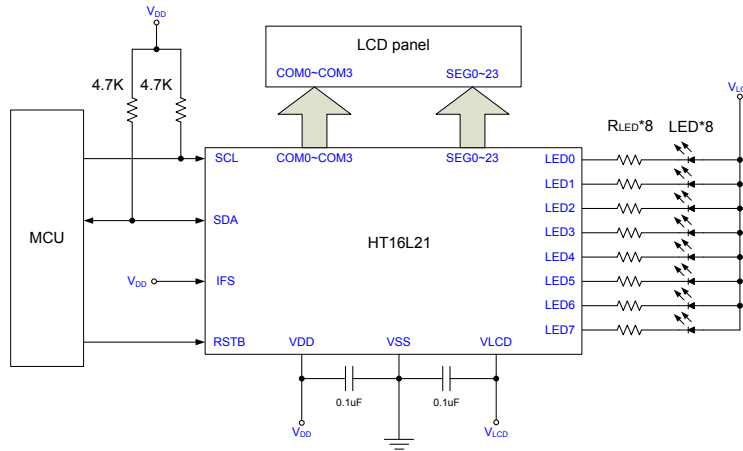 VDD
LCD panel
COM0~COM3 SEG0~23
4.7K 4.7K
RLED*8 LED*8
SCL COM0~COM3 SEG0~23 LED0
LED1
LED2
SDA
LED3
MCU HT16L21
LED4
VDD IFS LED5
LED6
LED7
RSTB VDD VSS VLCD
0.1uF 0.1uF
VDD VLCD